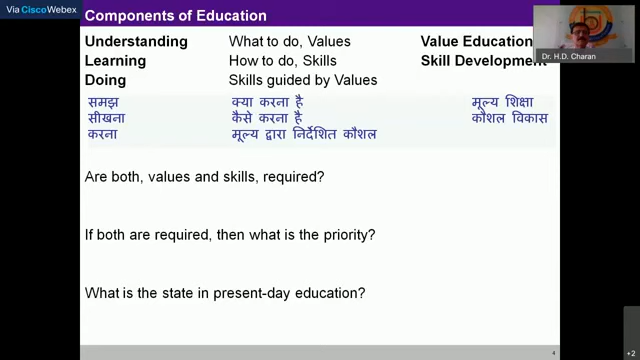 Via Cisco Webex
Components of Education
Understanding What to do, Values Value Education
Learning How to do, Skills Skill Development
Doing Skills guided by Values
समझ क्या करना है मूल्य शिक्षा
सीखना कैसे करना है कौशल विकास
करना मूल्य द्वारा निर्देशित कौशल
Are both, values and skills, required?
If both are required, then what is the priority?
What is the state in present-day education?
Dr. H.D. Charan
4
+2